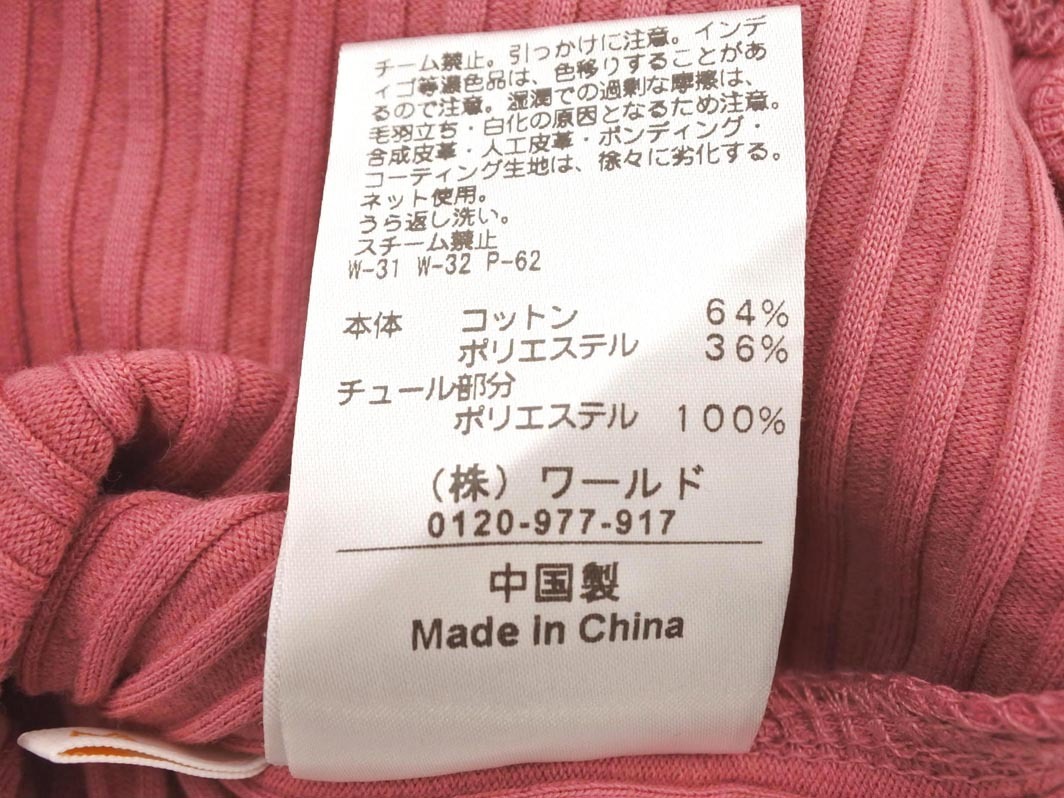 チーム禁止。引っかけに注意。インデ
ィゴ等濃色品は、色移りすることがあ
るので注意。湿潤での過剰な摩擦は、
毛羽立ち・白化の原因となるため注意。
合成皮革・人工皮革・ボンディング・
コーティング生地は、徐々に劣化する。
ネット使用。
うら返し洗い。
スチーム禁止
W-31 W-32 P-62
本体 コットン 64%
ポリエステル 36%
チュール部分
ポリエステル 100%
(株)ワールド
0120-977-917
中国製
Made in China